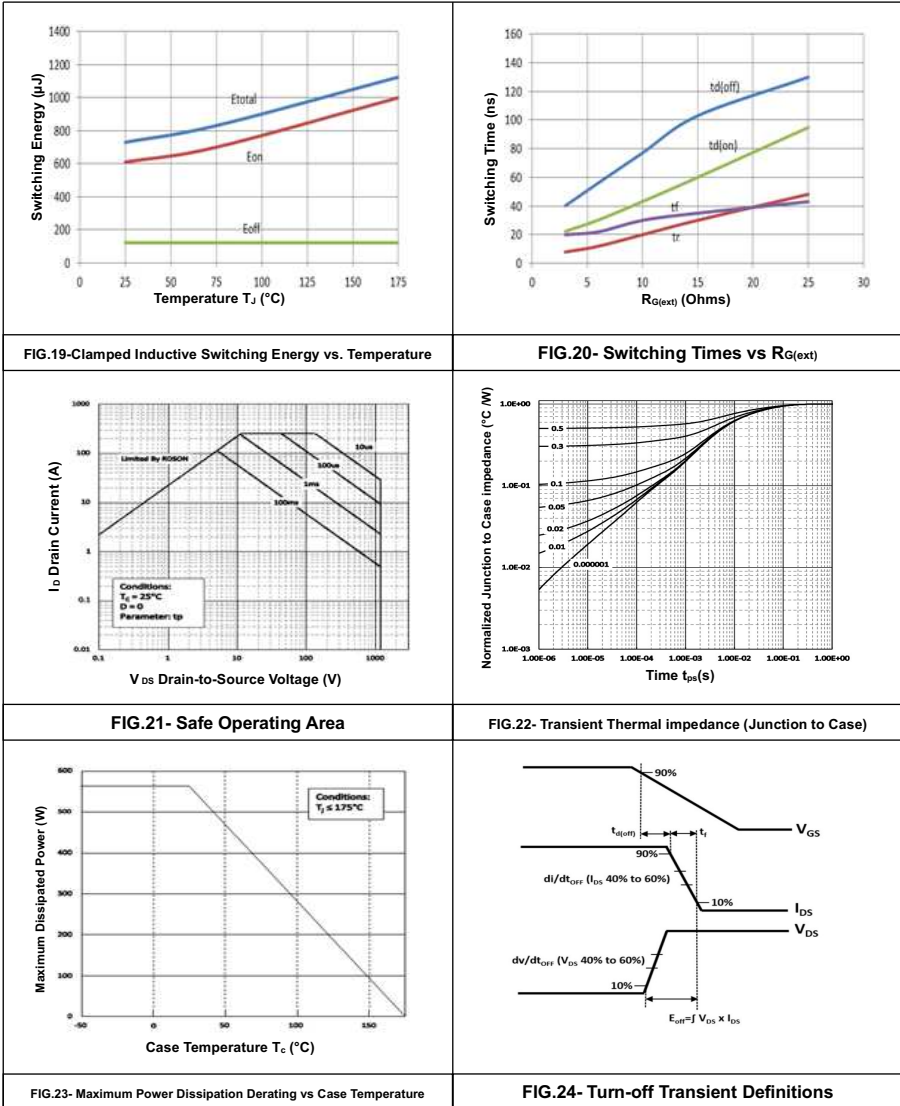 1400
1200
1000
800
600
400
200
0
Switching Energy (µJ)
Etotal
Eon
Eoff
0 25 50 75 100 125 150 175
Temperature TJ (°C)
FIG.19-Clamped Inductive Switching Energy vs. Temperature
160
140
120
100
80
60
40
20
0
Switching Time (ns)
td(off)
td(on)
tf
tr
0 5 10 15 20 25 30
RG(ext) (Ohms)
FIG.20- Switching Times vs RG(ext)
1000
100
10
1
0.1
0.01
ID Drain Current (A)
Limited By RDSON
10us
100us
1ms
100ms
Conditions:
TC = 25°C
D = 0
Parameter: tp
0.1 1 10 100 1000
V DS Drain-to-Source Voltage (V)
FIG.21- Safe Operating Area
1.0E+00
1.0E-01
1.0E-02
1.0E-03
Normalized Junction to Case impedance (°C /W)
0.5
0.3
0.1
0.05
0.02
0.01
0.000001
1.00E-06 1.00E-05 1.00E-04 1.00E-03 1.00E-02 1.00E-01 1.00E+00
Time tps(s)
FIG.22- Transient Thermal impedance (Junction to Case)
600
500
400
300
200
100
0
Maximum Dissipated Power (W)
Conditions:
Tj ≤ 175°C
-50 0 50 100 150
Case Temperature Tc (°C)
FIG.23- Maximum Power Dissipation Derating vs Case Temperature
90%
VGS
td(off) tf
90%
di/dtOFF (IDS 40% to 60%)
10%
IDS
VDS
dv/dtOFF (VDS 40% to 60%)
10%
Eoff=∫ VDS x IDS
FIG.24- Turn-off Transient Definitions